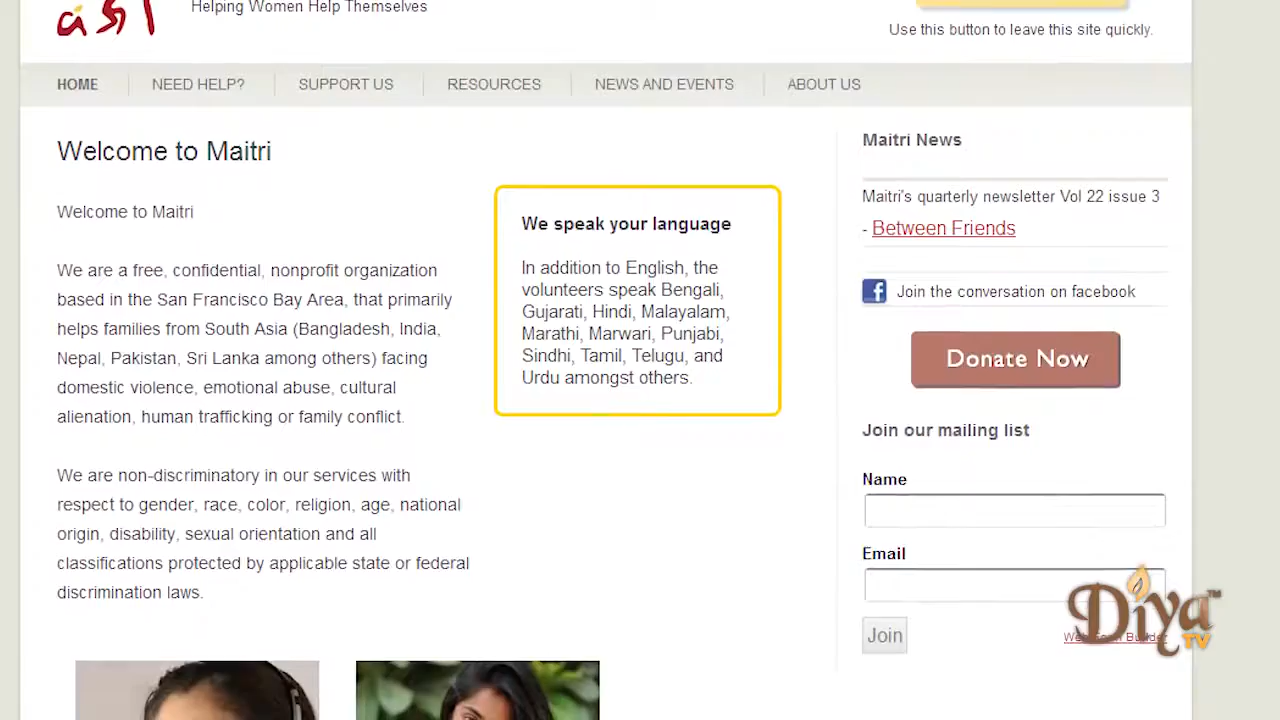 Helping Women Help Themselves
Use this button to leave this site quickly.
HOME
NEED HELP?
SUPPORT US
RESOURCES
NEWS AND EVENTS
ABOUT US
Welcome to Maitri
Welcome to Maitri
We are a free, confidential, nonprofit organization
based in the San Francisco Bay Area, that primarily
helps families from South Asia (Bangladesh, India,
Nepal, Pakistan, Sri Lanka among others) facing
domestic violence, emotional abuse, cultural
alienation, human trafficking or family conflict.
We are non-discriminatory in our services with
respect to gender, race, color, religion, age, national
origin, disability, sexual orientation and all
classifications protected by applicable state or federal
discrimination laws.
We speak your language
In addition to English, the
volunteers speak Bengali,
Gujarati, Hindi, Malayalam,
Marathi, Marwari, Punjabi,
Sindhi, Tamil, Telugu, and
Urdu amongst others.
Maitri News
Maitri's quarterly newsletter Vol 22 issue 3
- Between Friends
f
Join the conversation on facebook
Donate Now
Join our mailing list
Name
Email
Join
Diya™
TV